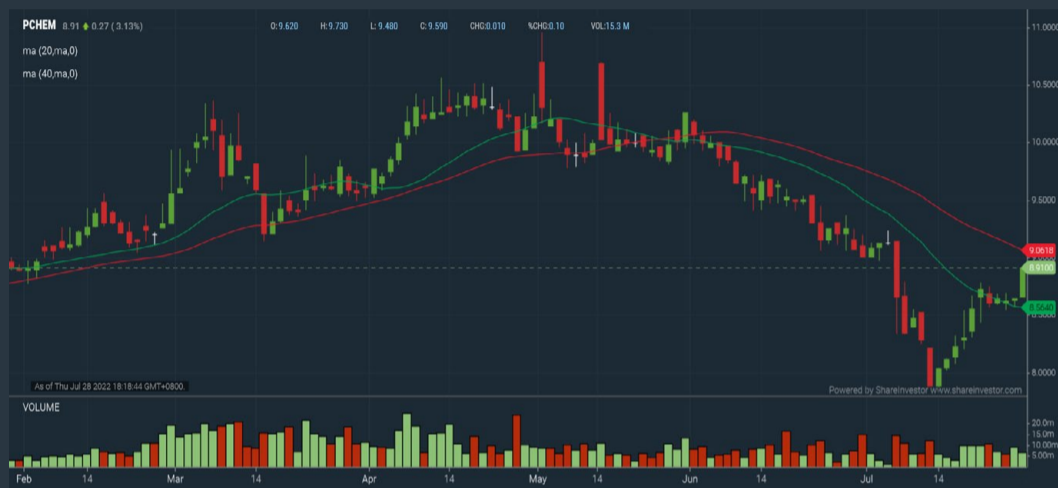 PCHEM 8.91 0.27 ( 3.13%) O:9.620 H:9.730 L: 9.480 C: 9.590 CHG:0.010 %CHG:0.10 VOL:15.3 M
ma (20,ma,0)
ma (40,ma,0)
11.0000
10.5000
10.0000
9.5000
9.0618
8.9100
8.5640
8.0000
As of Thu Jul 28 2022 18:18:44 GMT+0800.
Powered by ShareInvestor www.shareinvestor.com
VOLUME
20.0m
15.0m
10.00m
5.00m
Feb 14 Mar 14 Apr 14 May 14 Jun 14 Jul 14